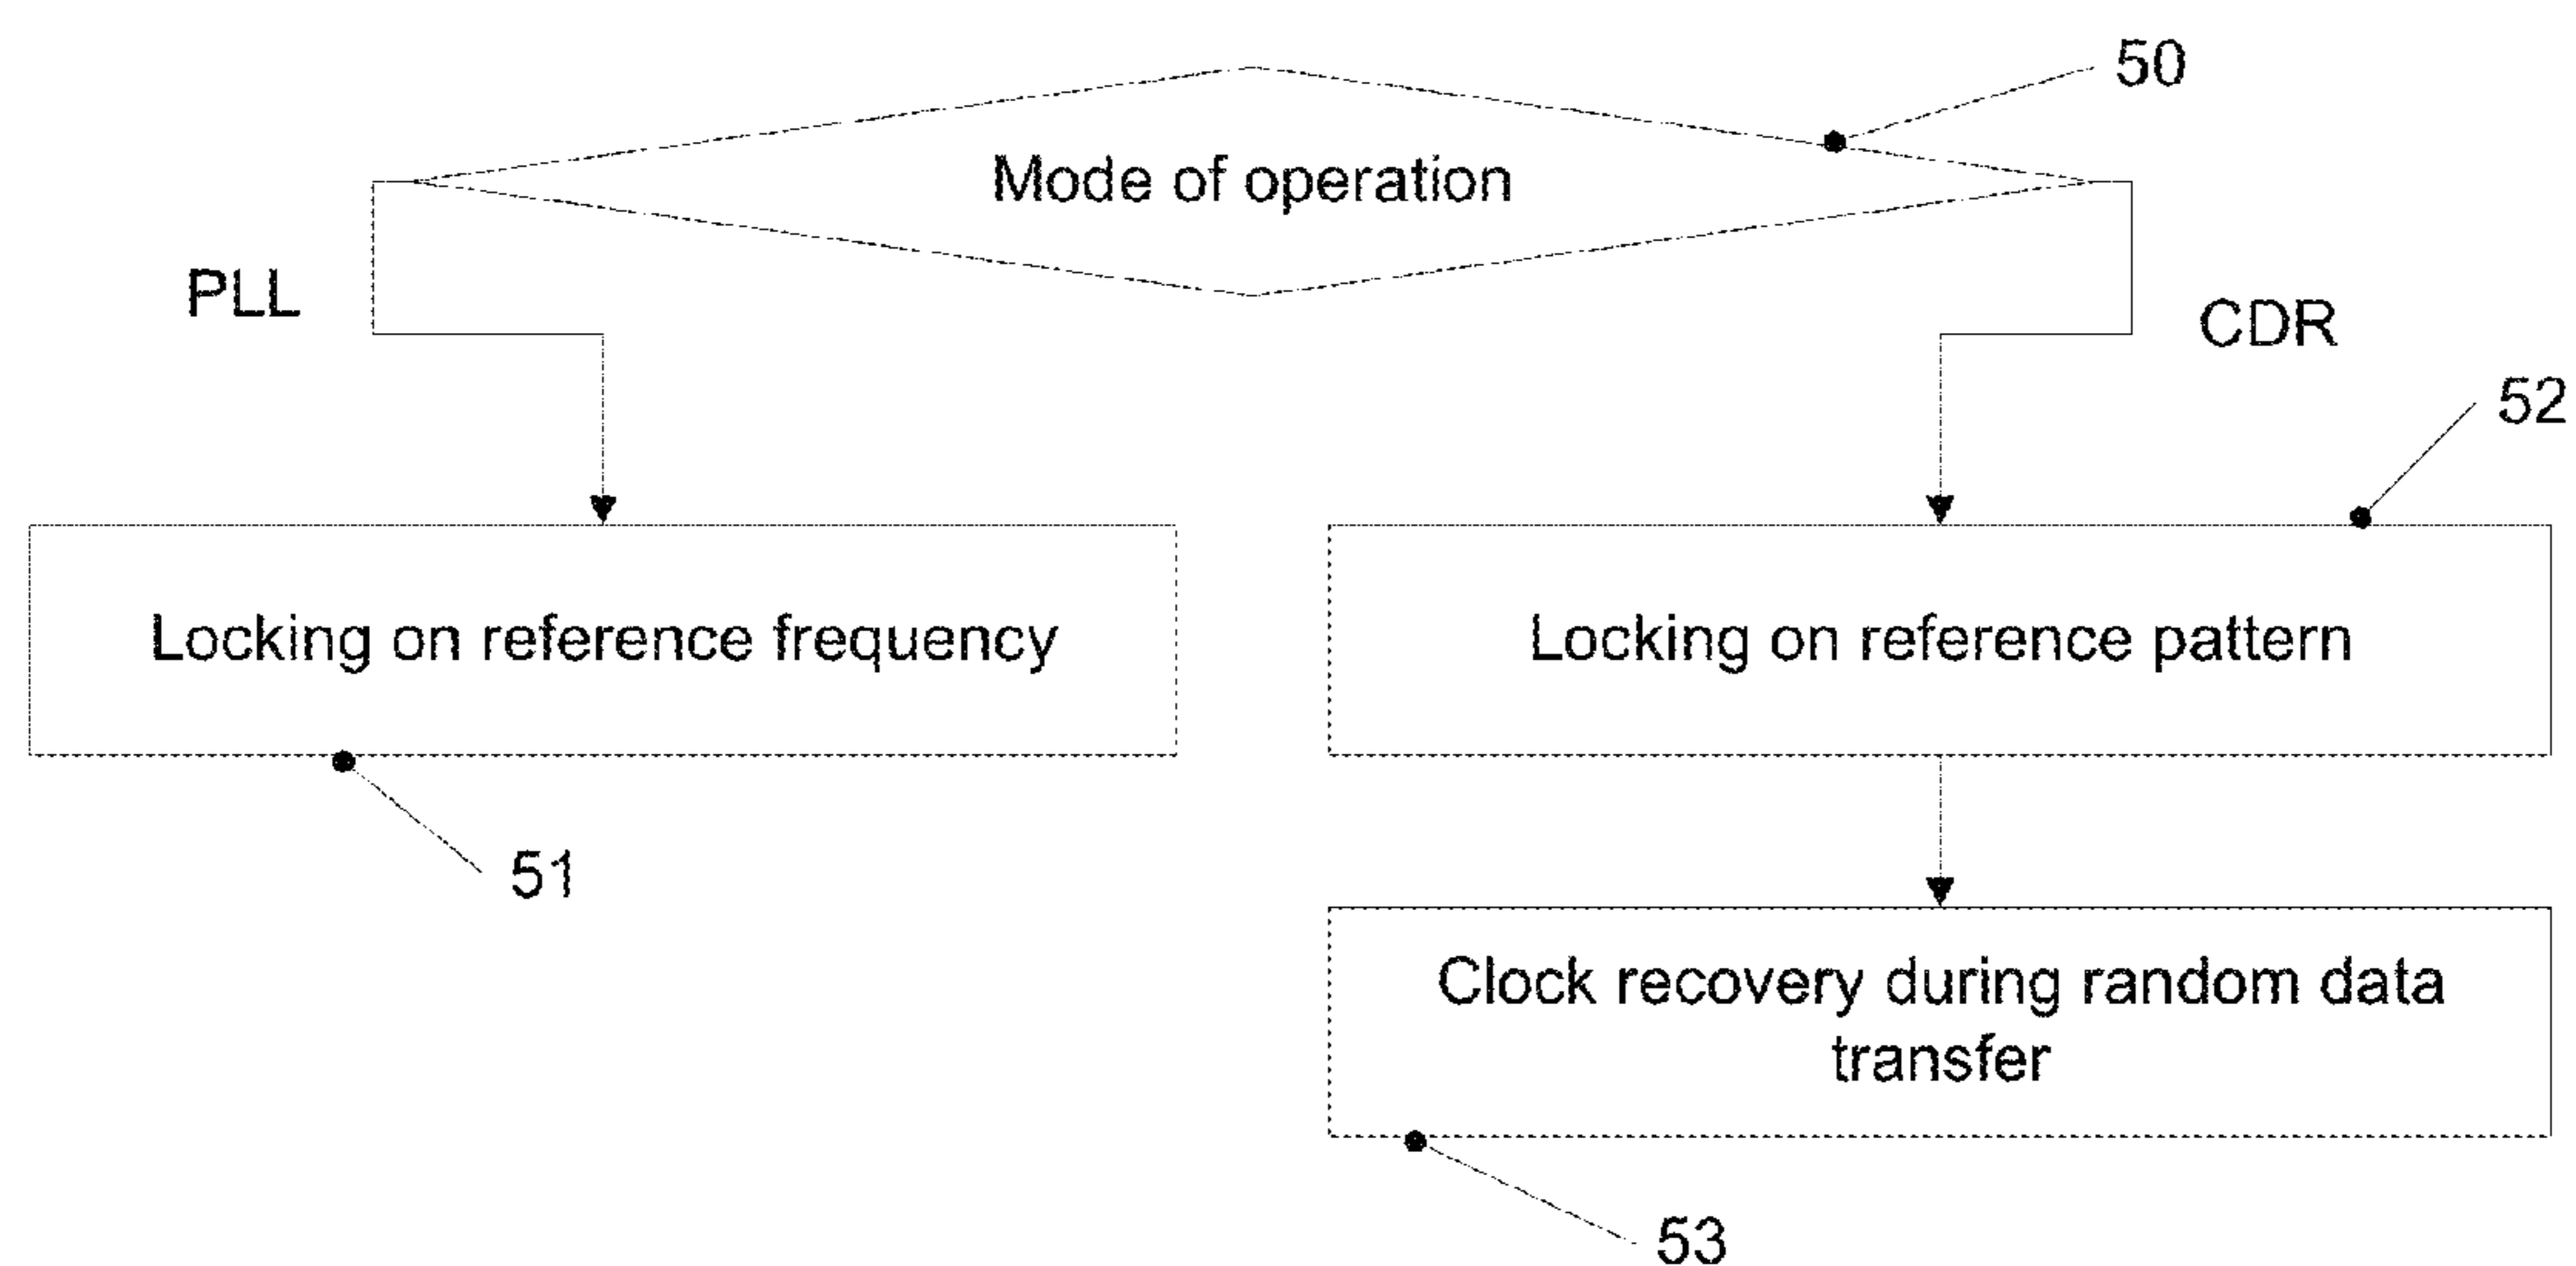 50
Mode of operation
PLL
CDR
52
Locking on reference frequency
Locking on reference pattern
51
Clock recovery during random data
transfer
53